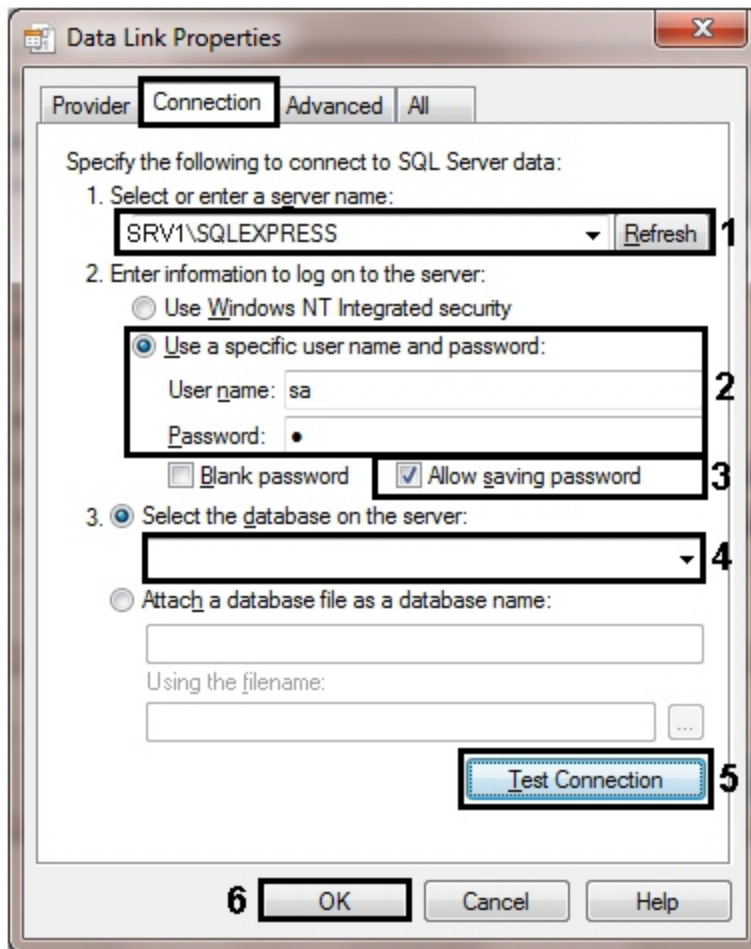 Data Link Properties
Provider Connection Advanced All
Specify the following to connect to SQL Server data:
1. Select or enter a server name:
SRV1\SQLEXPRESS Refresh 1
2. Enter information to log on to the server:
Use Windows NT Integrated security
Use a specific user name and password:
User name: sa 2
Password: ●
Blank password Allow saving password 3
3. Select the database on the server:
4
Attach a database file as a database name:
Using the filename:
...
Test Connection 5
6 OK Cancel Help